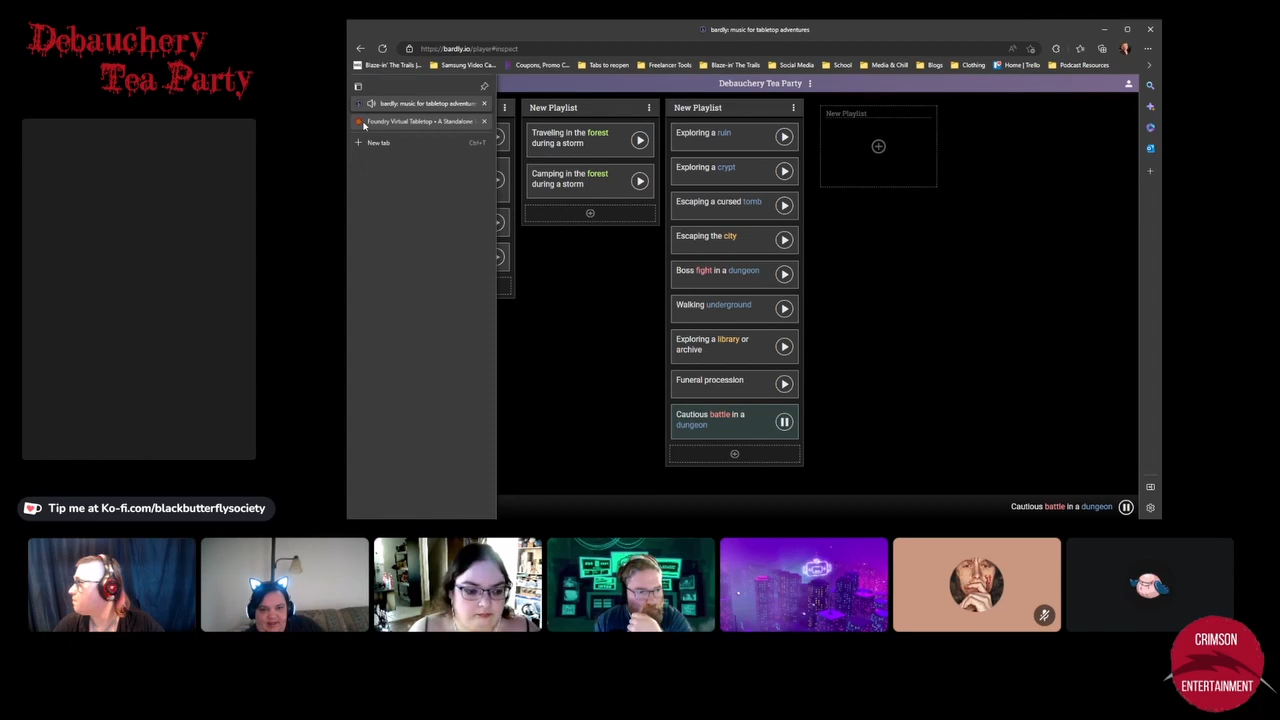 Debauchery
Tea Party
bardly: music for tabletop adventures
https://bardly.io/player#inspect
Blaze-in' The Trails |...
Samsung Video Ca...
Coupons, Promo C...
Tabs to reopen
Freelancer Tools
Blaze-in' The Trails
Social Media
School
Media & Chill
Blogs
Clothing
Home | Trello
Podcast Resources
Debauchery Tea Party
bardly: music for tabletop adventure
Foundry Virtual Tabletop • A Standalone
New tab
Ctrl+T
New Playlist
Traveling in the forest
during a storm
Camping in the forest
during a storm
New Playlist
Exploring a ruin
Exploring a crypt
Escaping a cursed tomb
Escaping the city
Boss fight in a dungeon
Walking underground
Exploring a library or
archive
Funeral procession
Cautious battle in a
dungeon
New Playlist
Cautious battle in a dungeon
Tip me at Ko-fi.com/blackbutterflysociety
CRIMSON
ENTERTAINMENT